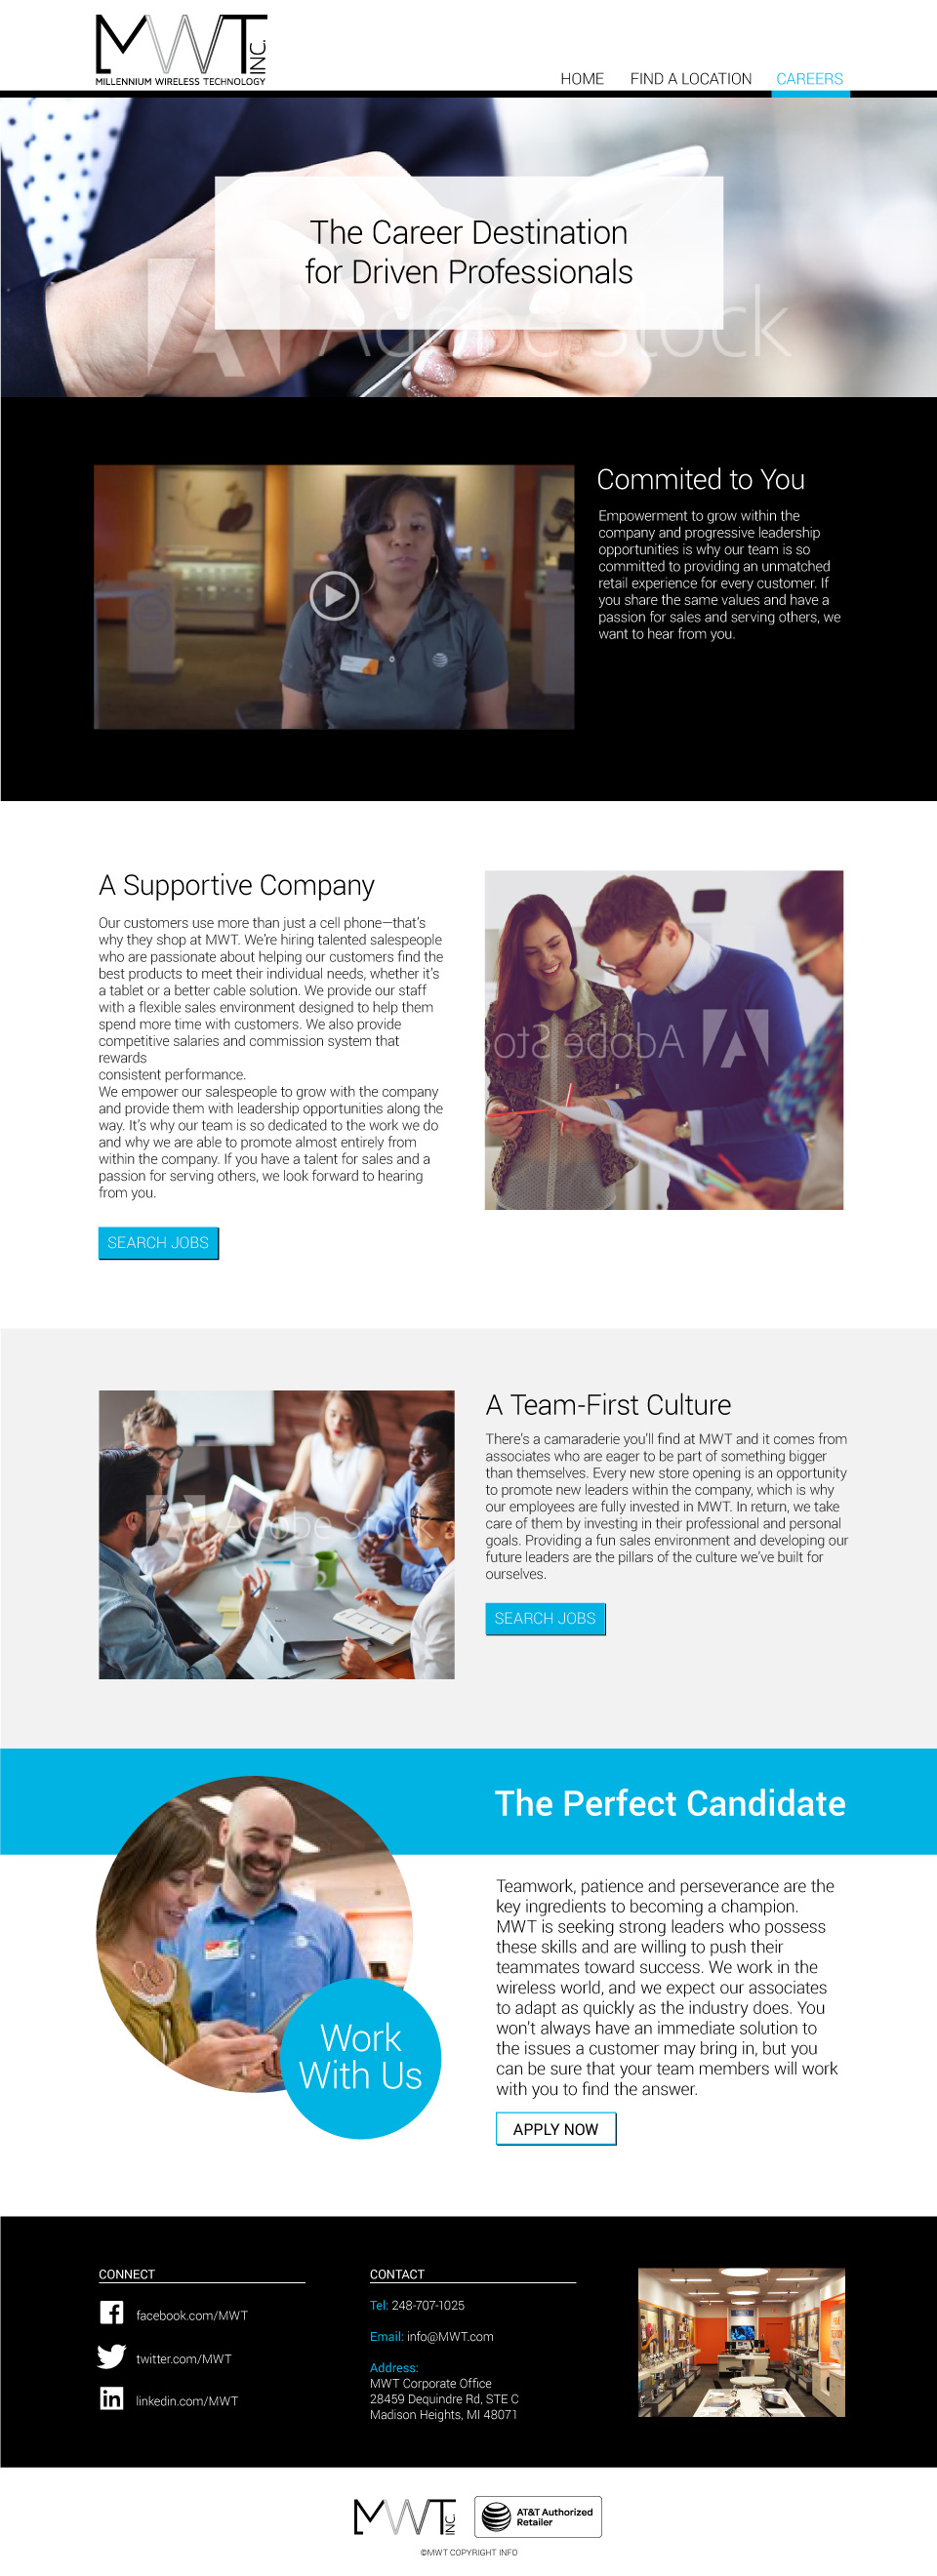 MWT INC.
MILLENNIUM WIRELESS TECHNOLOGY
HOME FIND A LOCATION CAREERS
The Career Destination
for Driven Professionals
Adobe Stock
Commited to You
Empowerment to grow within the
company and progressive leadership
opportunities is why our team is so
committed to providing an unmatched
retail experience for every customer. If
you share the same values and have a
passion for sales and serving others, we
want to hear from you.
A Supportive Company
Our customers use more than just a cell phone—that's
why they shop at MWT. We're hiring talented salespeople
who are passionate about helping our customers find the
best products to meet their individual needs, whether it's
a tablet or a better cable solution. We provide our staff
with a flexible sales environment designed to help them
spend more time with customers. We also provide
competitive salaries and commission system that
rewards
consistent performance.
We empower our salespeople to grow with the company
and provide them with leadership opportunities along the
way. It's why our team is so dedicated to the work we do
and why we are able to promote almost entirely from
within the company. If you have a talent for sales and a
passion for serving others, we look forward to hearing
from you.
SEARCH JOBS
Adobe Sto
A Team-First Culture
There's a camaraderie you'll find at MWT and it comes from
associates who are eager to be part of something bigger
than themselves. Every new store opening is an opportunity
to promote new leaders within the company, which is why
our employees are fully invested in MWT. In return, we take
care of them by investing in their professional and personal
goals. Providing a fun sales environment and developing our
future leaders are the pillars of the culture we've built for
ourselves.
SEARCH JOBS
Adobe Stock
The Perfect Candidate
Teamwork, patience and perseverance are the
key ingredients to becoming a champion.
MWT is seeking strong leaders who possess
these skills and are willing to push their
teammates toward success. We work in the
wireless world, and we expect our associates
to adapt as quickly as the industry does. You
won't always have an immediate solution to
the issues a customer may bring in, but you
can be sure that your team members will work
with you to find the answer.
APPLY NOW
Work
With Us
CONNECT
facebook.com/MWT
twitter.com/MWT
linkedin.com/MWT
CONTACT
Tel: 248-707-1025
Email: info@MWT.com
Address:
MWT Corporate Office
28459 Dequindre Rd, STE C
Madison Heights, MI 48071
MWT INC.
AT&T Authorized
Retailer
©MWT COPYRIGHT INFO